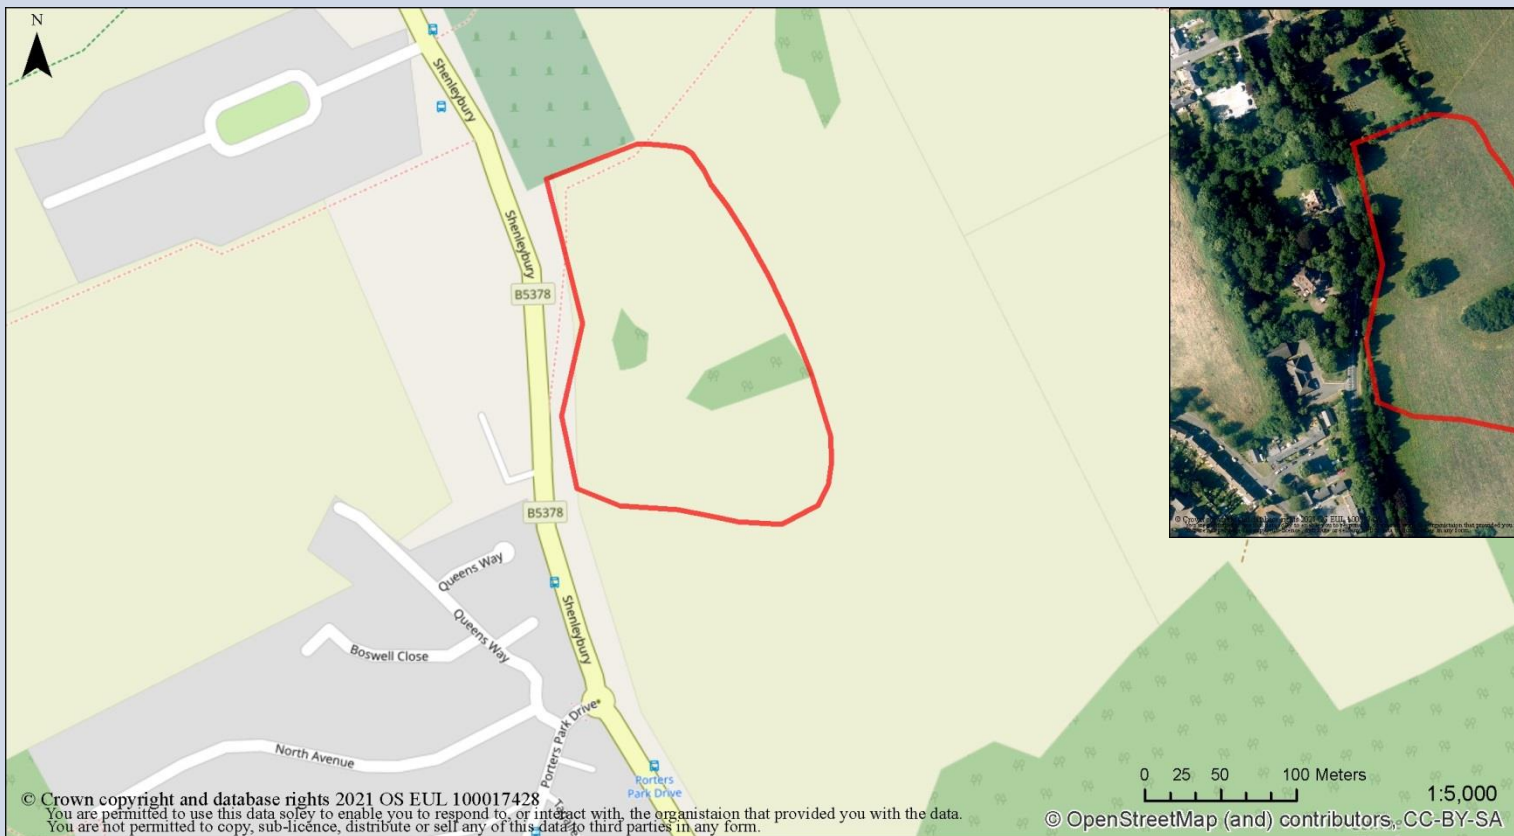 N
Shenleybury
Shenleybury
B5378
B5378
Queens Way
Queens Way
Boswell Close
Shenleybury
North Avenue
Porters Park Drive
Porters
Park Drive
0 25 50 100 Meters
1:5,000
© Crown copyright and database rights 2021 OS EUL 100017428
You are permitted to use this data soley to enable you to respond to, or interact with, the organistaion that provided you with the data.
You are not permitted to copy, sub-licence, distribute or sell any of this data to third parties in any form.
© OpenStreetMap (and) contributors, CC-BY-SA